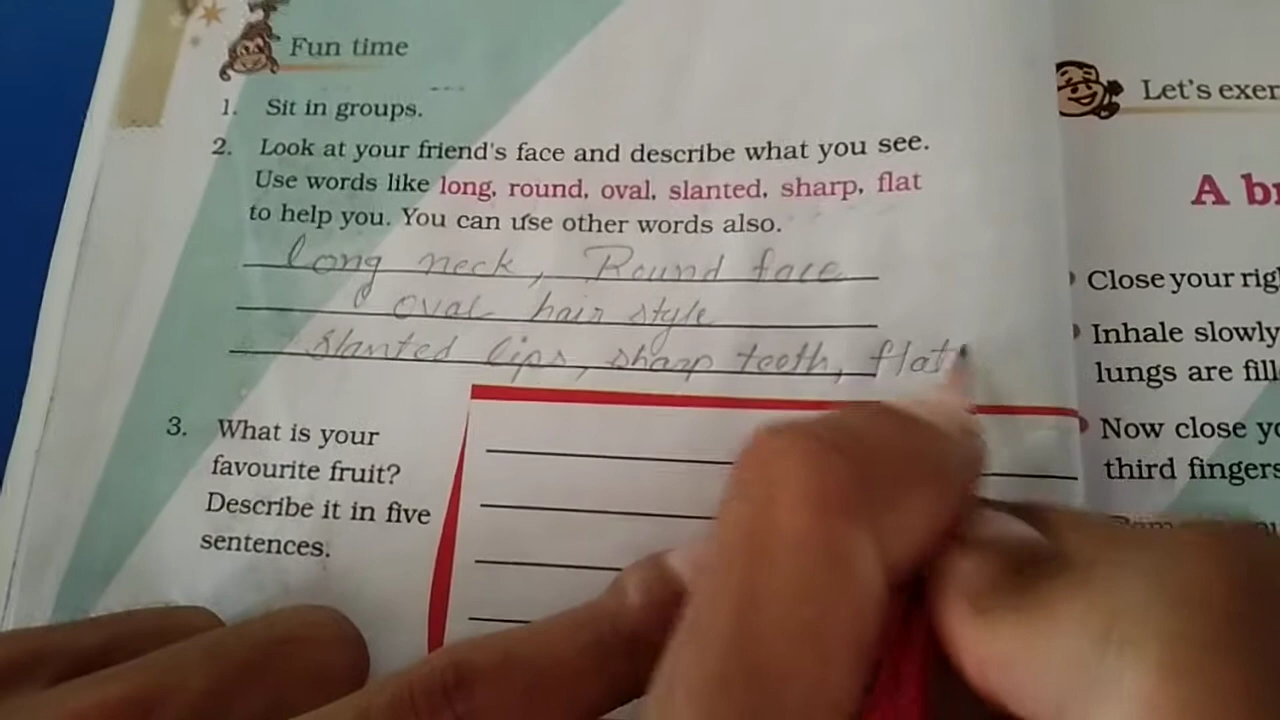 Fun time
1. Sit in groups.
2. Look at your friend's face and describe what you see.
Use words like long, round, oval, slanted, sharp, flat
to help you. You can use other words also.
long neck, Round face
oval hair style
slanted lips, sharp teeth, flat
3. What is your
favourite fruit?
Describe it in five
sentences.
Let's exer
A br
Close your rig
Inhale slowly
lungs are fill
Now close yo
third fingers